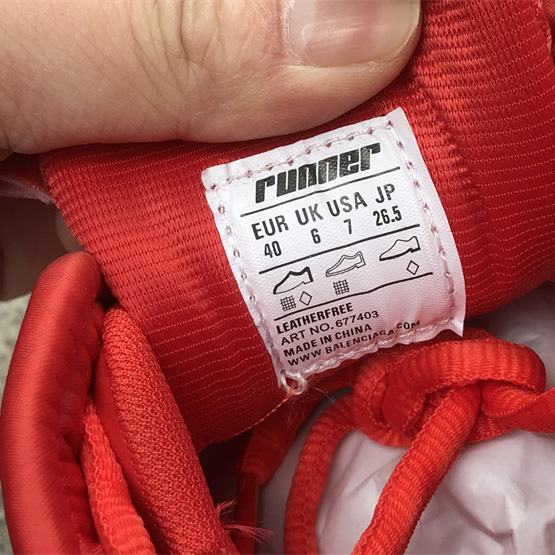 runner
EUR UK USA JP
40 6 7 26.5
LEATHERFREE
ART NO. 677403
MADE IN CHINA
WWW.BALENCIAGA.COM